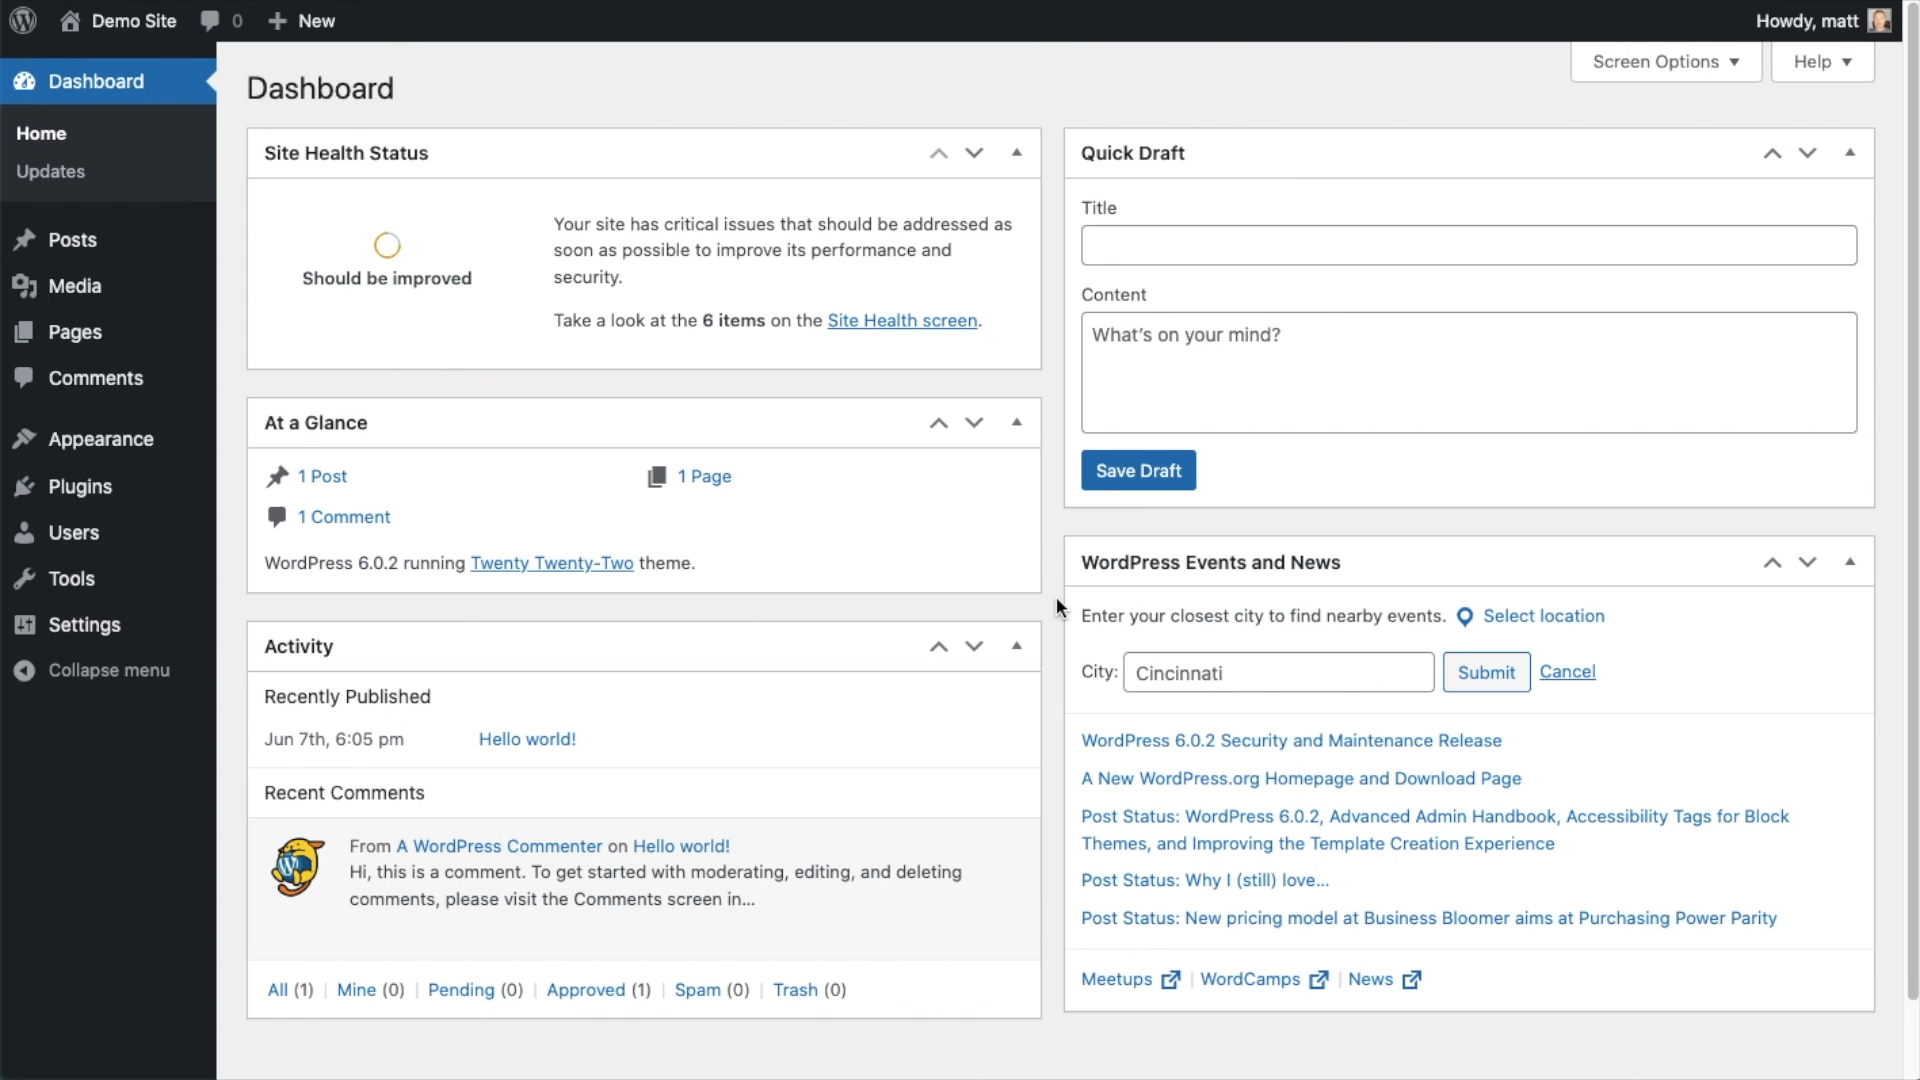 Demo Site 0 New Howdy, matt
Dashboard
Home
Updates
Posts
Media
Pages
Comments
Appearance
Plugins
Users
Tools
Settings
Collapse menu
Screen Options Help
Dashboard
Site Health Status
Should be improved
Your site has critical issues that should be addressed as
soon as possible to improve its performance and
security.
Take a look at the 6 items on the Site Health screen.
At a Glance
1 Post 1 Page
1 Comment
WordPress 6.0.2 running Twenty Twenty-Two theme.
Activity
Recently Published
Jun 7th, 6:05 pm Hello world!
Recent Comments
From A WordPress Commenter on Hello world!
Hi, this is a comment. To get started with moderating, editing, and deleting
comments, please visit the Comments screen in...
All (1) | Mine (0) | Pending (0) | Approved (1) | Spam (0) | Trash (0)
Quick Draft
Title
Content
What's on your mind?
Save Draft
WordPress Events and News
Enter your closest city to find nearby events. Select location
City: Cincinnati Submit Cancel
WordPress 6.0.2 Security and Maintenance Release
A New WordPress.org Homepage and Download Page
Post Status: WordPress 6.0.2, Advanced Admin Handbook, Accessibility Tags for Block
Themes, and Improving the Template Creation Experience
Post Status: Why I (still) love...
Post Status: New pricing model at Business Bloomer aims at Purchasing Power Parity
Meetups | WordCamps | News